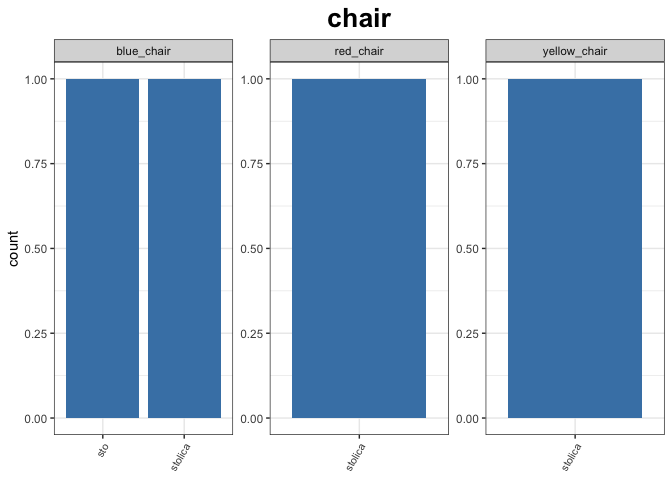 chair
blue_chair red_chair yellow_chair
1.00 1.00 1.00
0.75 0.75 0.75
0.50 0.50 0.50
count
0.25 0.25 0.25
0.00 0.00 0.00
sto stolica stolica stolica